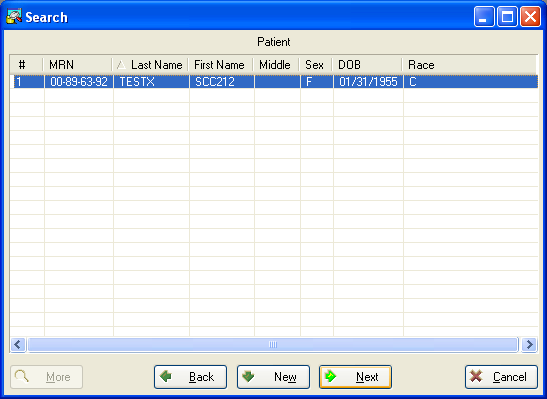 Search
Patient
# MRN Last Name First Name Middle Sex DOB Race
1 00-89-63-92 TESTX SCC212 F 01/31/1955 C
More Back New Next Cancel